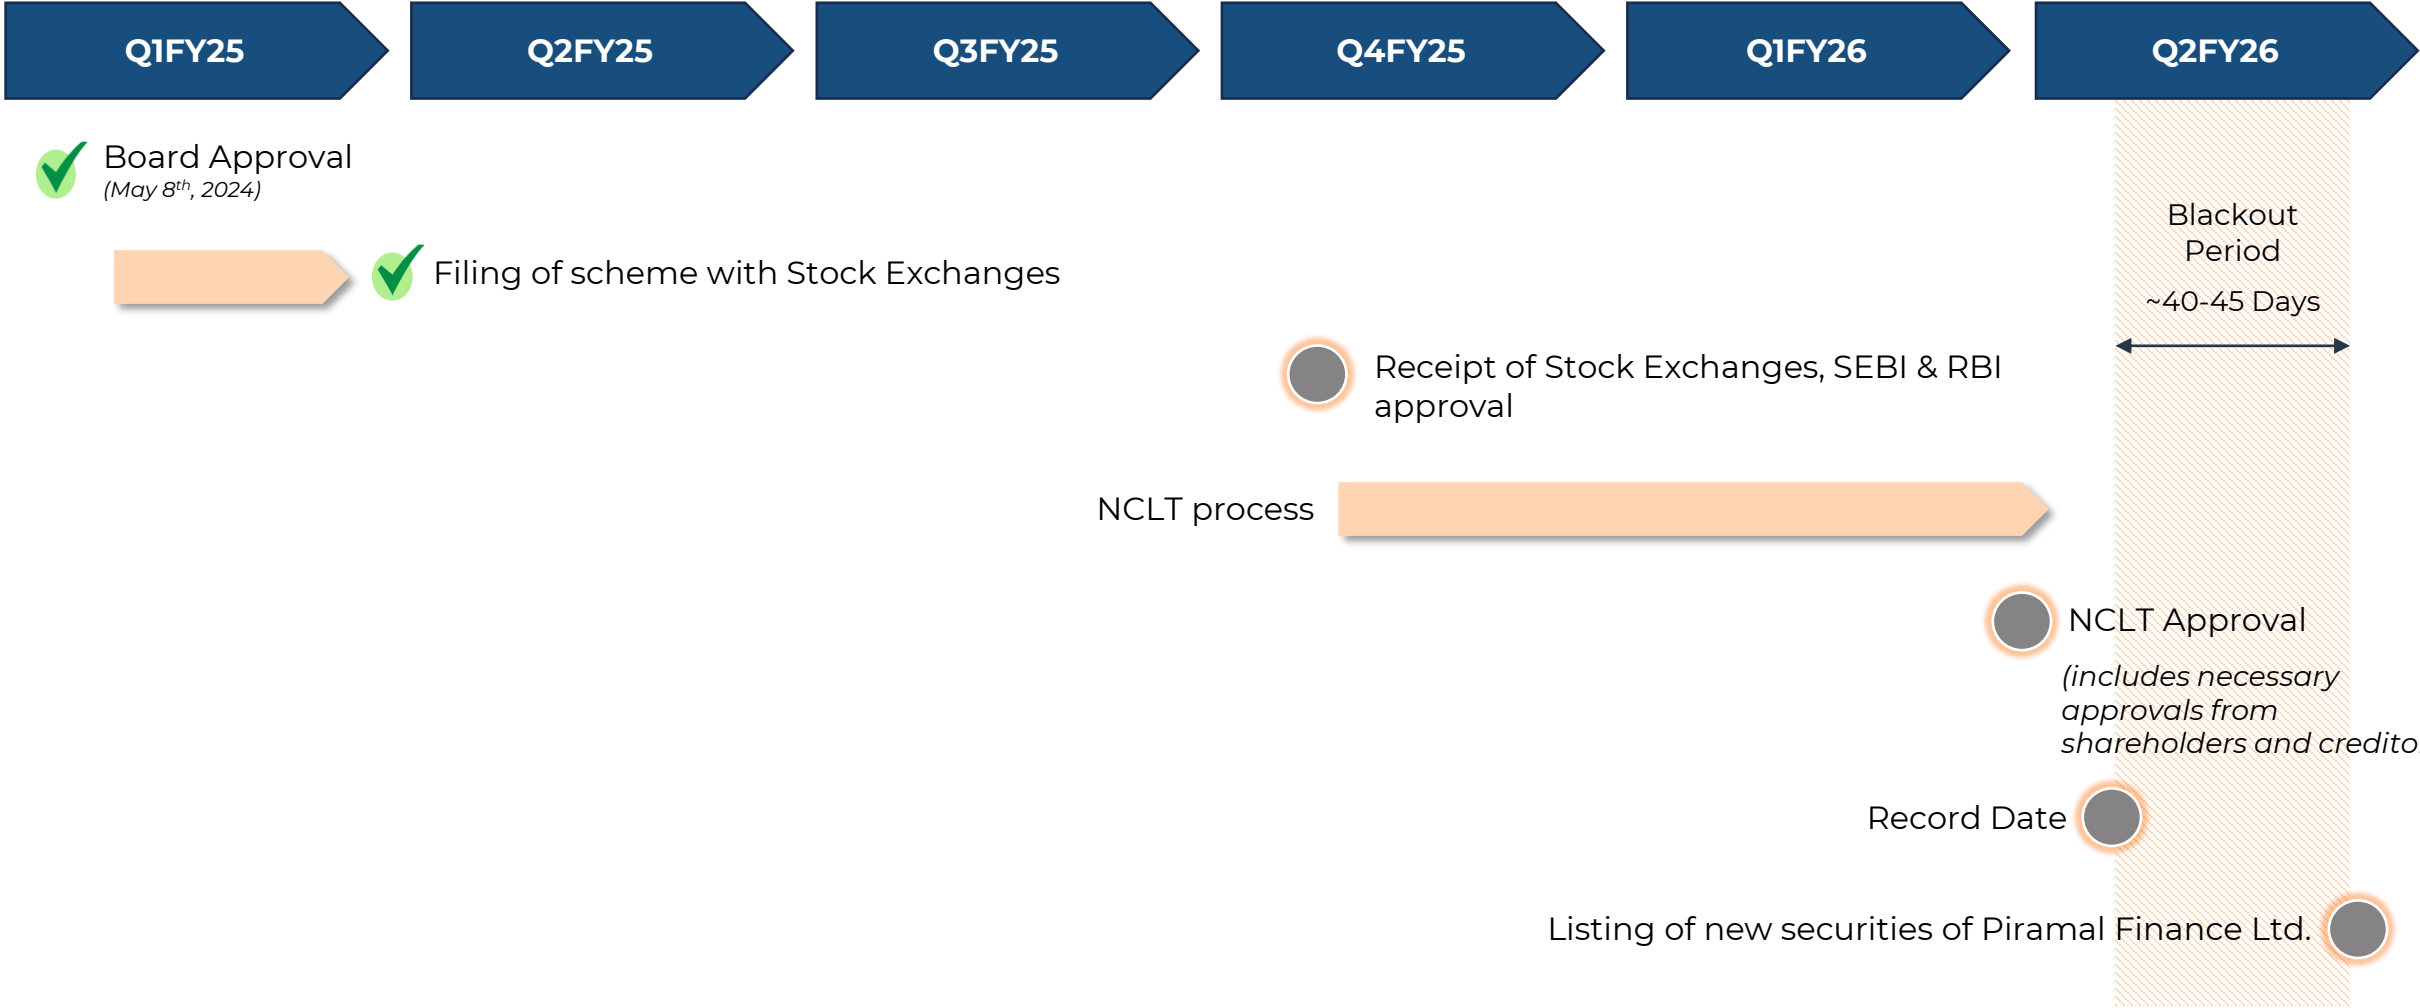 Q1FY25
Q2FY25
Q3FY25
Q4FY25
Q1FY26
Q2FY26
Board Approval
(May 8th, 2024)
Filing of scheme with Stock Exchanges
Blackout
Period
~40-45 Days
Receipt of Stock Exchanges, SEBI & RBI
approval
NCLT process
NCLT Approval
(includes necessary
approvals from
shareholders and
Record Date
Listing of new securities of Piramal Finance Ltd.